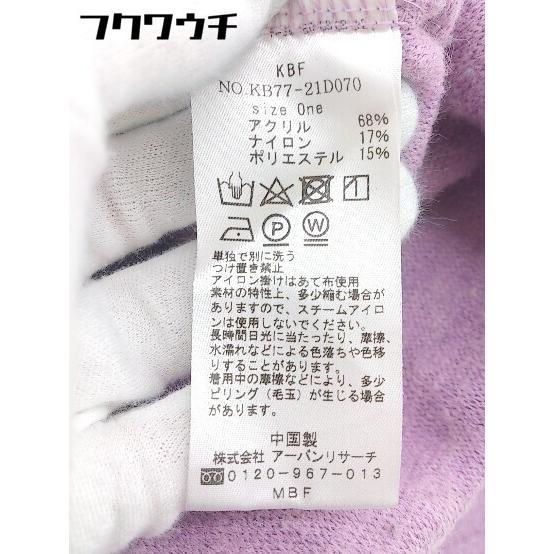 フクワウチ
KBF
NO.KB77-21D070
size One
アクリル 68%
ナイロン 17%
ポリエステル 15%
P W
単独で別に洗う
つけ置き禁止
アイロン掛けはあて布使用
素材の特性上、多少縮む場合が
ありますので、スチームアイロ
ンは使用しないでください。
長時間日光に当たったり、摩擦、
水濡れなどによる色落ちや色移
りすることがあります。
着用中の摩擦などにより、多少
ピリング(毛玉)が生じる場合
があります。
中国製
株式会社 アーバンリサーチ
0120-967-013
MBF